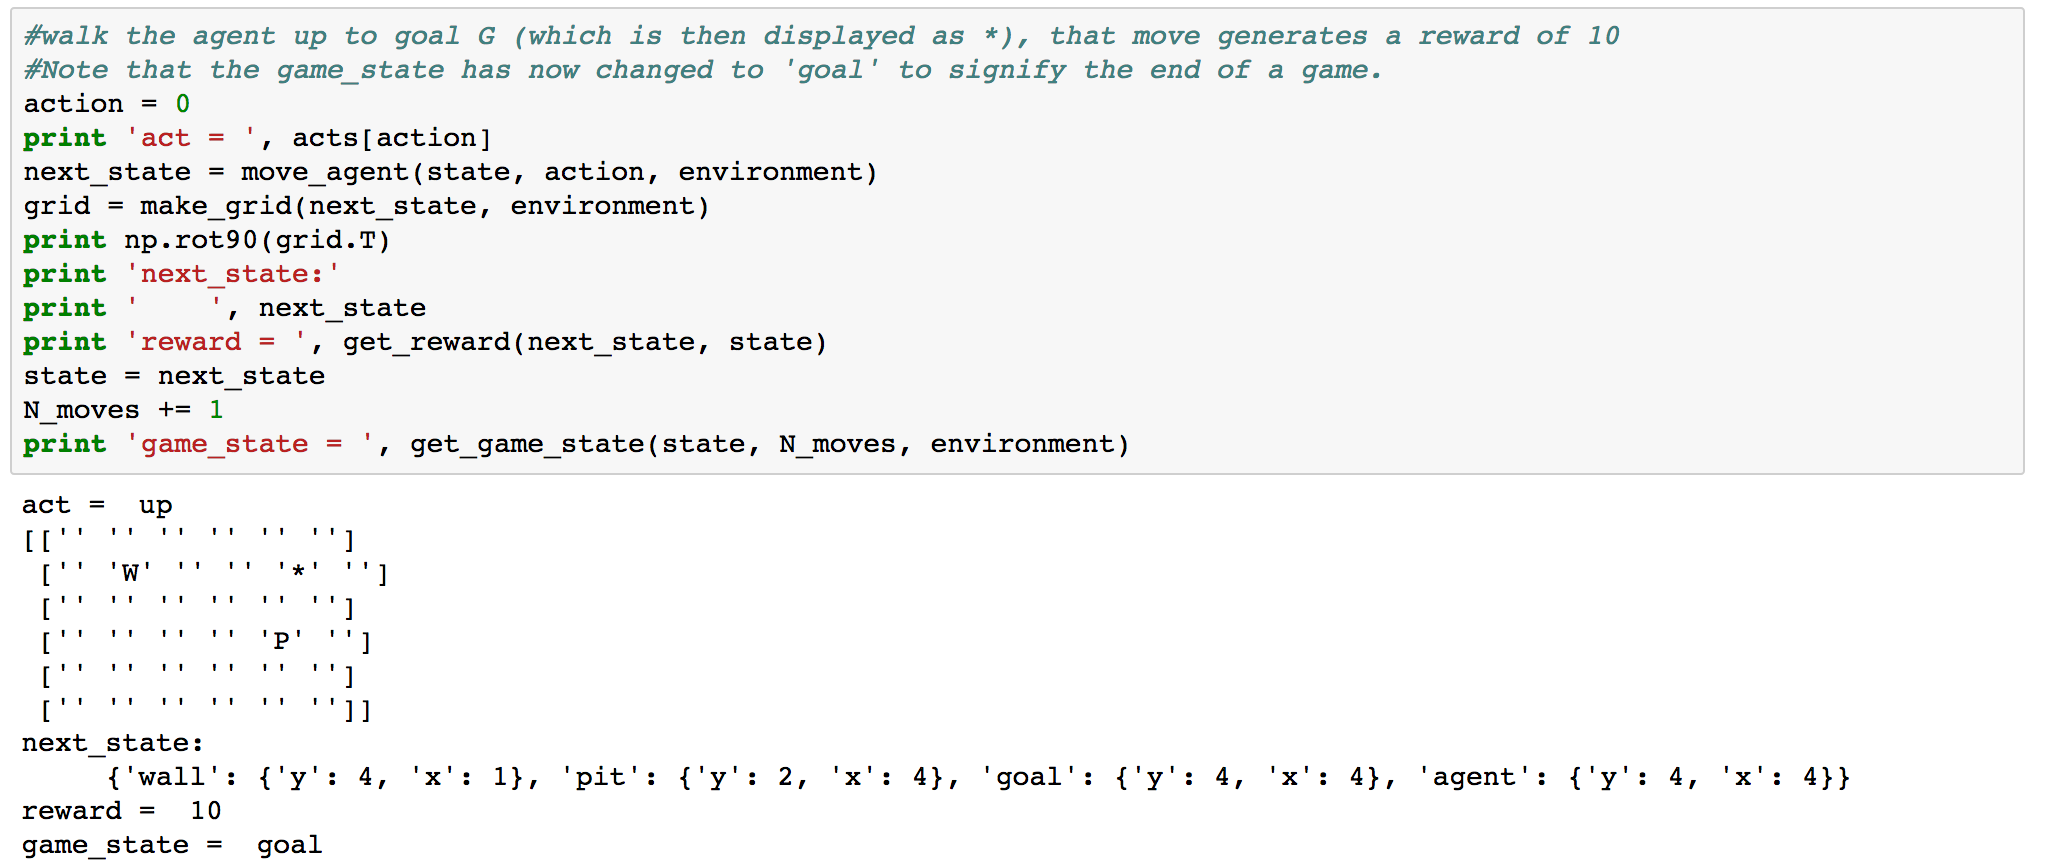 #walk the agent up to goal G (which is then displayed as *), that move generates a reward of 10
#Note that the game_state has now changed to 'goal' to signify the end of a game.
action = 0
print 'act = ', acts[action]
next_state = move_agent(state, action, environment)
grid = make_grid(next_state, environment)
print np.rot90(grid.T)
print 'next_state:'
print '    ', next_state
print 'reward = ', get_reward(next_state, state)
state = next_state
N_moves += 1
print 'game_state = ', get_game_state(state, N_moves, environment)
act =  up
[['' '' '' '' '' '']
 ['' 'W' '' '' '*' '']
 ['' '' '' '' '' '']
 ['' '' '' '' 'P' '']
 ['' '' '' '' '' '']
 ['' '' '' '' '' '']]
next_state:
     {'wall': {'y': 4, 'x': 1}, 'pit': {'y': 2, 'x': 4}, 'goal': {'y': 4, 'x': 4}, 'agent': {'y': 4, 'x': 4}}
reward =  10
game_state =  goal